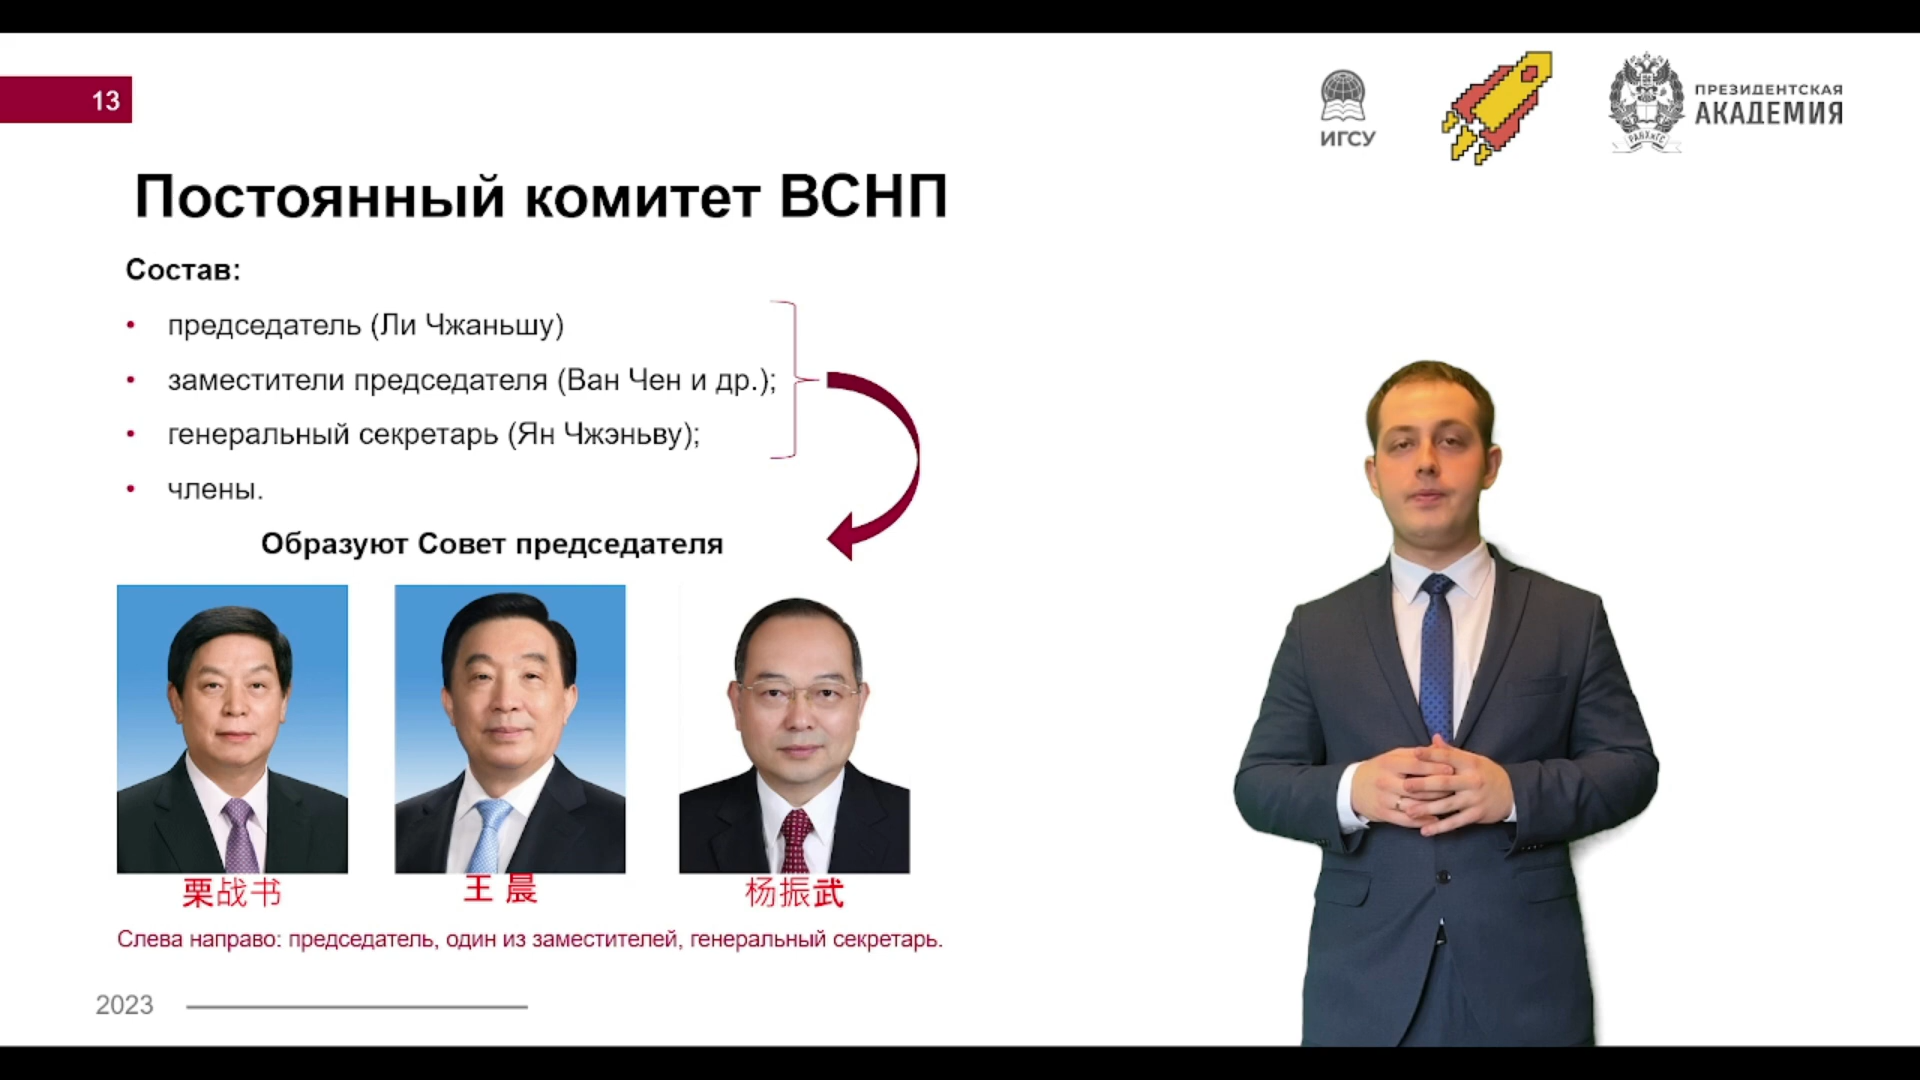 13
ИГСУ
ПРЕЗИДЕНТСКАЯ
АКАДЕМИЯ
РАНХиГС
Постоянный комитет ВСНП
Состав:
• председатель (Ли Чжаньшу)
• заместители председателя (Ван Чен и др.);
• генеральный секретарь (Ян Чжэньву);
• члены.
Образуют Совет председателя
栗战书
王 晨
杨振武
Слева направо: председатель, один из заместителей, генеральный секретарь.
2023